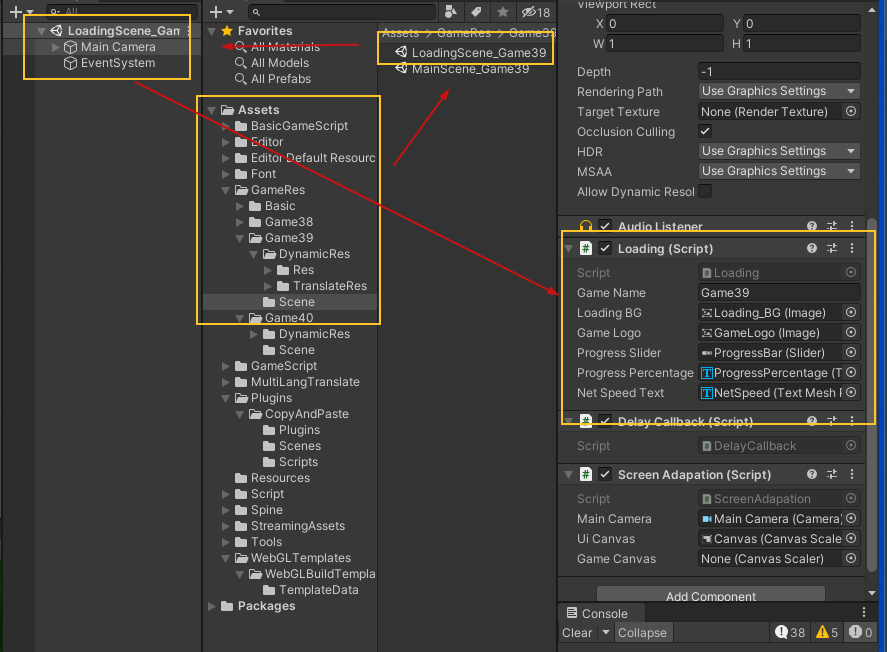 All
LoadingScene_Gam
Main Camera
EventSystem
18
Favorites
All Materials
All Models
All Prefabs
Assets
BasicGameScript
Editor
Editor Default Resourc
Font
GameRes
Basic
Game38
Game39
DynamicRes
Res
TranslateRes
Scene
Game40
DynamicRes
Scene
GameScript
MultiLangTranslate
Plugins
CopyAndPaste
Plugins
Scenes
Scripts
Resources
Script
Spine
StreamingAssets
Tools
WebGLTemplates
WebGLBuildTempla
TemplateData
Packages
Assets > GameRes > Game39
LoadingScene_Game39
MainScene_Game39
Viewport Rect
X 0 Y 0
W 1 H 1
Depth -1
Rendering Path Use Graphics Settings
Target Texture None (Render Texture)
Occlusion Culling
HDR Use Graphics Settings
MSAA Use Graphics Settings
Allow Dynamic Resol
Audio Listener
# Loading (Script)
Script # Loading
Game Name Game39
Loading BG Loading_BG (Image)
Game Logo GameLogo (Image)
Progress Slider ProgressBar (Slider)
Progress Percentage ProgressPercentage (T
Net Speed Text NetSpeed (Text Mesh P
# Delay Callback (Script)
Script # DelayCallback
# Screen Adapation (Script)
Script # ScreenAdapation
Main Camera Main Camera (Camera)
Ui Canvas Canvas (Canvas Scale
Game Canvas None (Canvas Scaler)
Add Component
Console
Clear Collapse 38 5 0